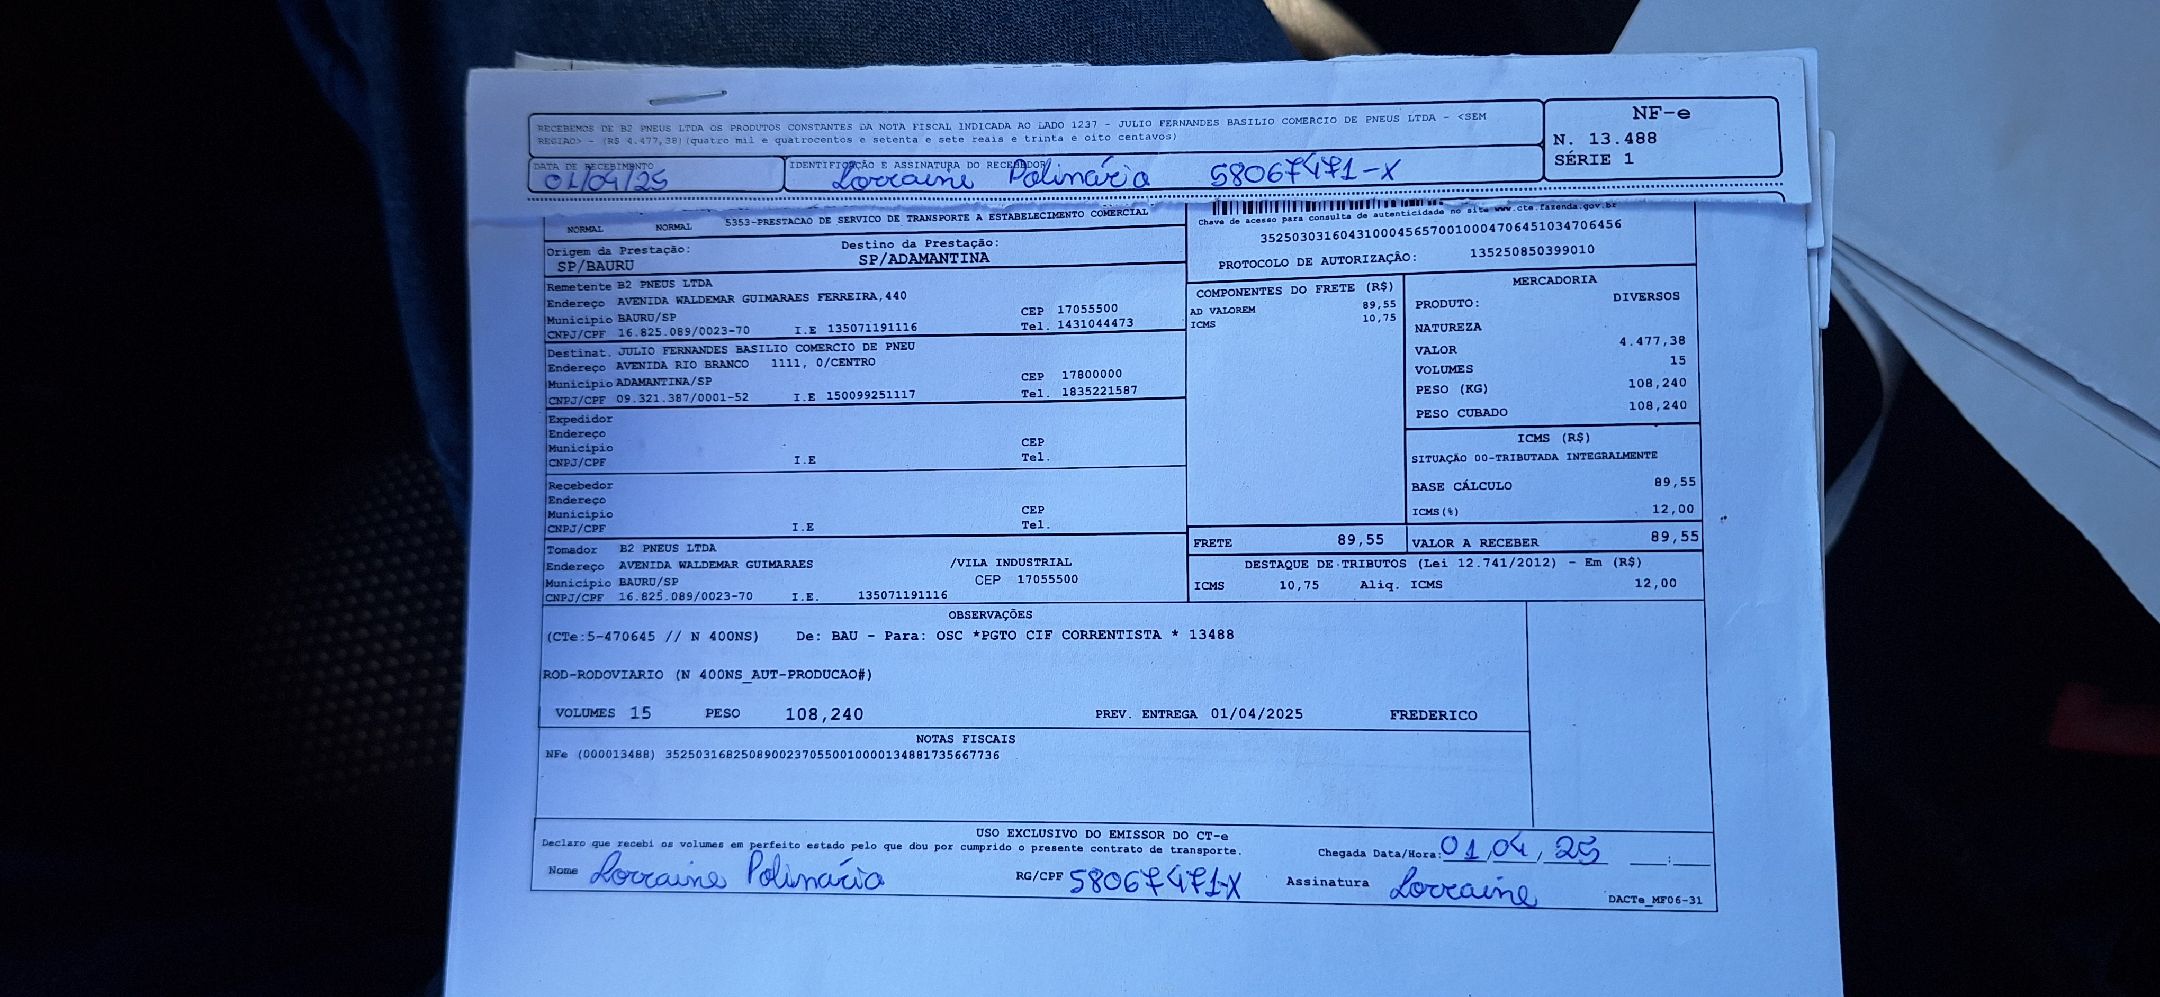 RECEBEMOS DE B2 PNEUS LTDA OS PRODUTOS CONSTANTES DA NOTA FISCAL INDICADA AO LADO 1237 - JULIO FERNANDES BASILIO COMERCIO DE PNEUS LTDA - <SEM
REGIAO> - (R$ 4.477,38)(quatro mil e quatrocentos e setenta e sete reais e trinta e oito centavos)
NF-e
N. 13.488
SÉRIE 1
DATA DE RECEBIMENTO
01/04/25
IDENTIFICAÇÃO E ASSINATURA DO RECEBEDOR
Lorraine Polinário 58067471-X
NORMAL NORMAL 5353-PRESTACAO DE SERVICO DE TRANSPORTE A ESTABELECIMENTO COMERCIAL
Chave de acesso para consulta de autenticidade no site www.cte.fazenda.gov.br
35250303160431000456570010004706451034706456
PROTOCOLO DE AUTORIZAÇÃO: 135250850399010
Origem da Prestação: Destino da Prestação:
SP/BAURU SP/ADAMANTINA
Remetente B2 PNEUS LTDA
Endereço AVENIDA WALDEMAR GUIMARAES FERREIRA,440
Municipio BAURU/SP CEP 17055500
CNPJ/CPF 16.825.089/0023-70 I.E 135071191116 Tel. 1431044473
Destinat. JULIO FERNANDES BASILIO COMERCIO DE PNEU
Endereço AVENIDA RIO BRANCO 1111, 0/CENTRO
Municipio ADAMANTINA/SP CEP 17800000
CNPJ/CPF 09.321.387/0001-52 I.E 150099251117 Tel. 1835221587
Expedidor
Endereço
Municipio CEP
CNPJ/CPF I.E Tel.
Recebedor
Endereço
Municipio CEP
CNPJ/CPF I.E Tel.
Tomador B2 PNEUS LTDA
Endereço AVENIDA WALDEMAR GUIMARAES /VILA INDUSTRIAL
Municipio BAURU/SP CEP 17055500
CNPJ/CPF 16.825.089/0023-70 I.E. 135071191116
COMPONENTES DO FRETE (R$)
AD VALOREM 89,55
ICMS 10,75
MERCADORIA
PRODUTO: DIVERSOS
NATUREZA
VALOR 4.477,38
VOLUMES 15
PESO (KG) 108,240
PESO CUBADO 108,240
ICMS (R$)
SITUAÇÃO 00-TRIBUTADA INTEGRALMENTE
BASE CÁLCULO 89,55
ICMS(%) 12,00
FRETE 89,55 VALOR A RECEBER 89,55
DESTAQUE DE TRIBUTOS (Lei 12.741/2012) - Em (R$)
ICMS 10,75 Aliq. ICMS 12,00
OBSERVAÇÕES
(CTe:5-470645 // N 400NS) De: BAU - Para: OSC *PGTO CIF CORRENTISTA * 13488
ROD-RODOVIARIO (N 400NS_AUT-PRODUCAO#)
VOLUMES 15 PESO 108,240 PREV. ENTREGA 01/04/2025 FREDERICO
NOTAS FISCAIS
NFe (000013488) 35250316825089002370550010000134881735667736
USO EXCLUSIVO DO EMISSOR DO CT-e
Declaro que recebi os volumes em perfeito estado pelo que dou por cumprido o presente contrato de transporte. Chegada Data/Hora: 01/04/25 __:__
Nome Lorraine Polinário RG/CPF 58067471-X Assinatura Lorraine
DACTe_MF06-31